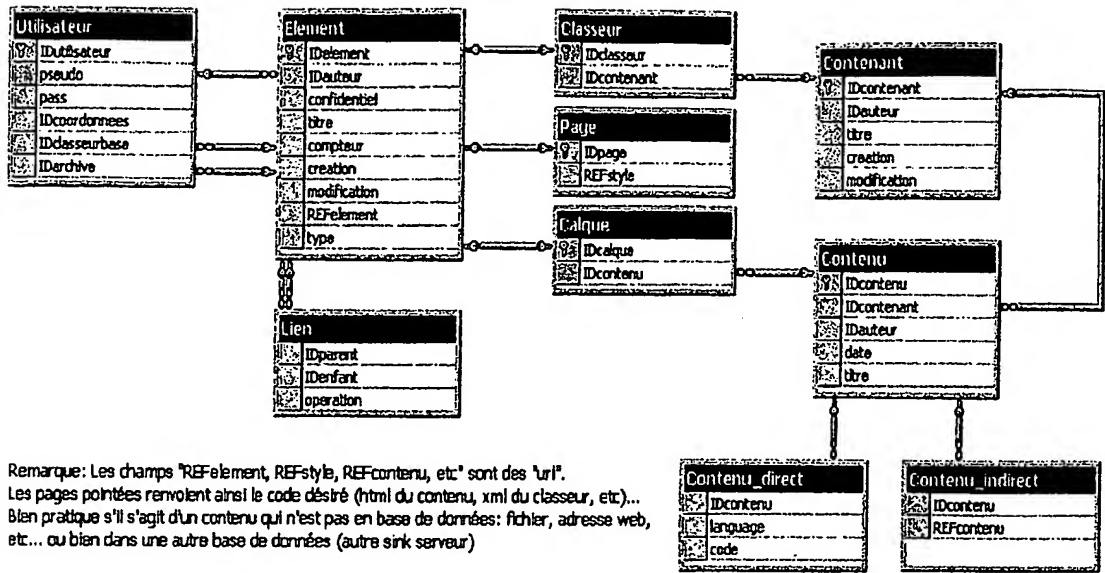 Utilisateur
IDutilisateur
pseudo
pass
IDcoordonnees
IDclasseurbase
IDarchive
Element
IDelement
IDauteur
confidentiel
titre
compteur
creation
modification
REFelement
type
Lien
IDparent
IDenfant
operation
Classeur
IDclasseur
IDcontenant
Page
IDpage
REFstyle
Calque
IDcalque
IDcontenu
Contenant
IDcontenant
IDauteur
titre
creation
modification
Contenu
IDcontenu
IDcontenant
IDauteur
date
titre
Remarque: Les champs "REFelement, REFstyle, REFcontenu, etc" sont des "url".
Les pages pointées renvoient ainsi le code désiré (html du contenu, xml du classeur, etc)...
Bien pratique s'il s'agit d'un contenu qui n'est pas en base de données: fichier, adresse web,
etc... ou bien dans une autre base de données (autre sink serveur)
Contenu_direct
IDcontenu
language
code
Contenu_indirect
IDcontenu
REFcontenu